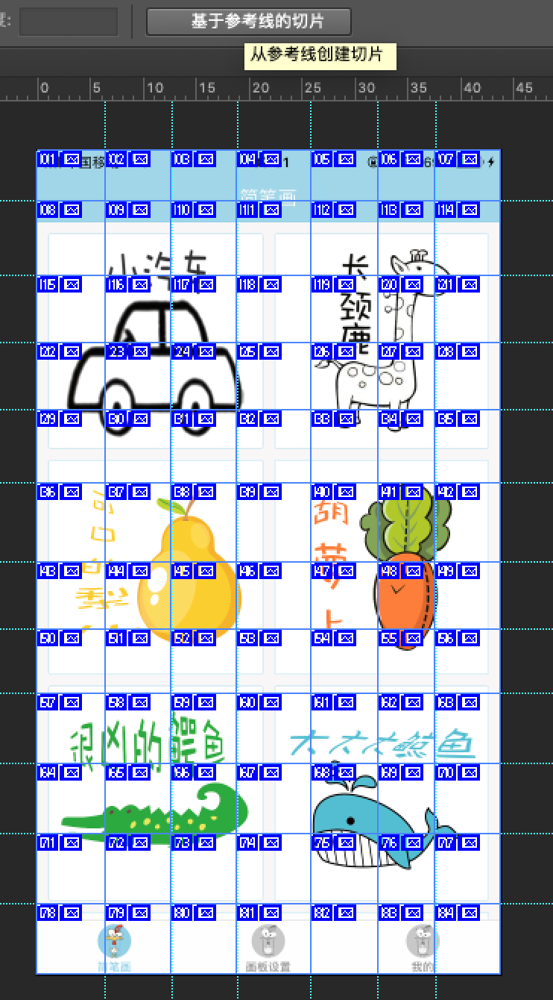 度:
基于参考线的切片
从参考线创建切片
0 5 10 15 20 25 30 35 40 45
01 02 03 04 05 06 07
简笔画
08 09 10 11 12 13 14
小汽车
长颈鹿
15 16 17 18 19 20 21
22 23 24 25 26 27 28
29 30 31 32 33 34 35
36 37 38 39 40 41 42
胡萝
43 44 45 46 47 48 49
口的梨
50 51 52 53 54 55 56
57 58 59 60 61 62 63
很凶的鳄鱼
大大大鲸鱼
64 65 66 67 68 69 70
71 72 73 74 75 76 77
78 79 80 81 82 83 84
简笔画
画板设置
我的